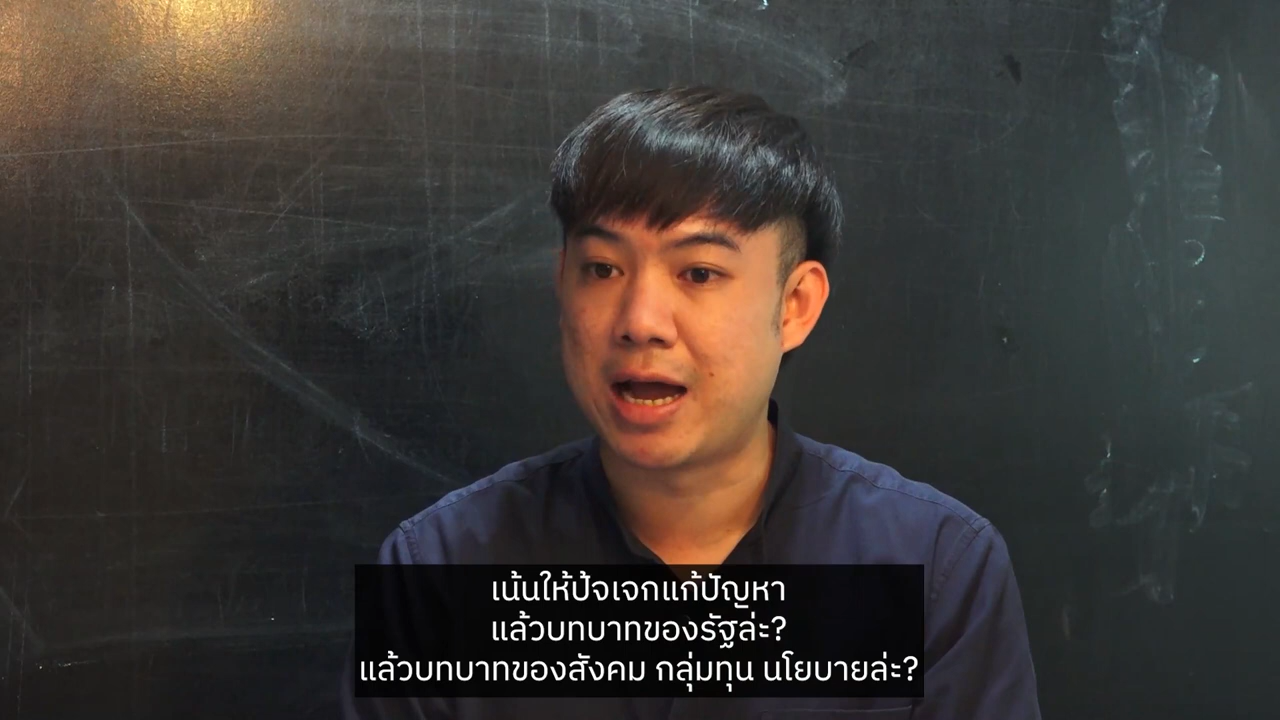 เน้นให้ปัจเจกแก้ปัญหา
แล้วบทบาทของรัฐล่ะ?
แล้วบทบาทของสังคม กลุ่มทุน นโยบายล่ะ?